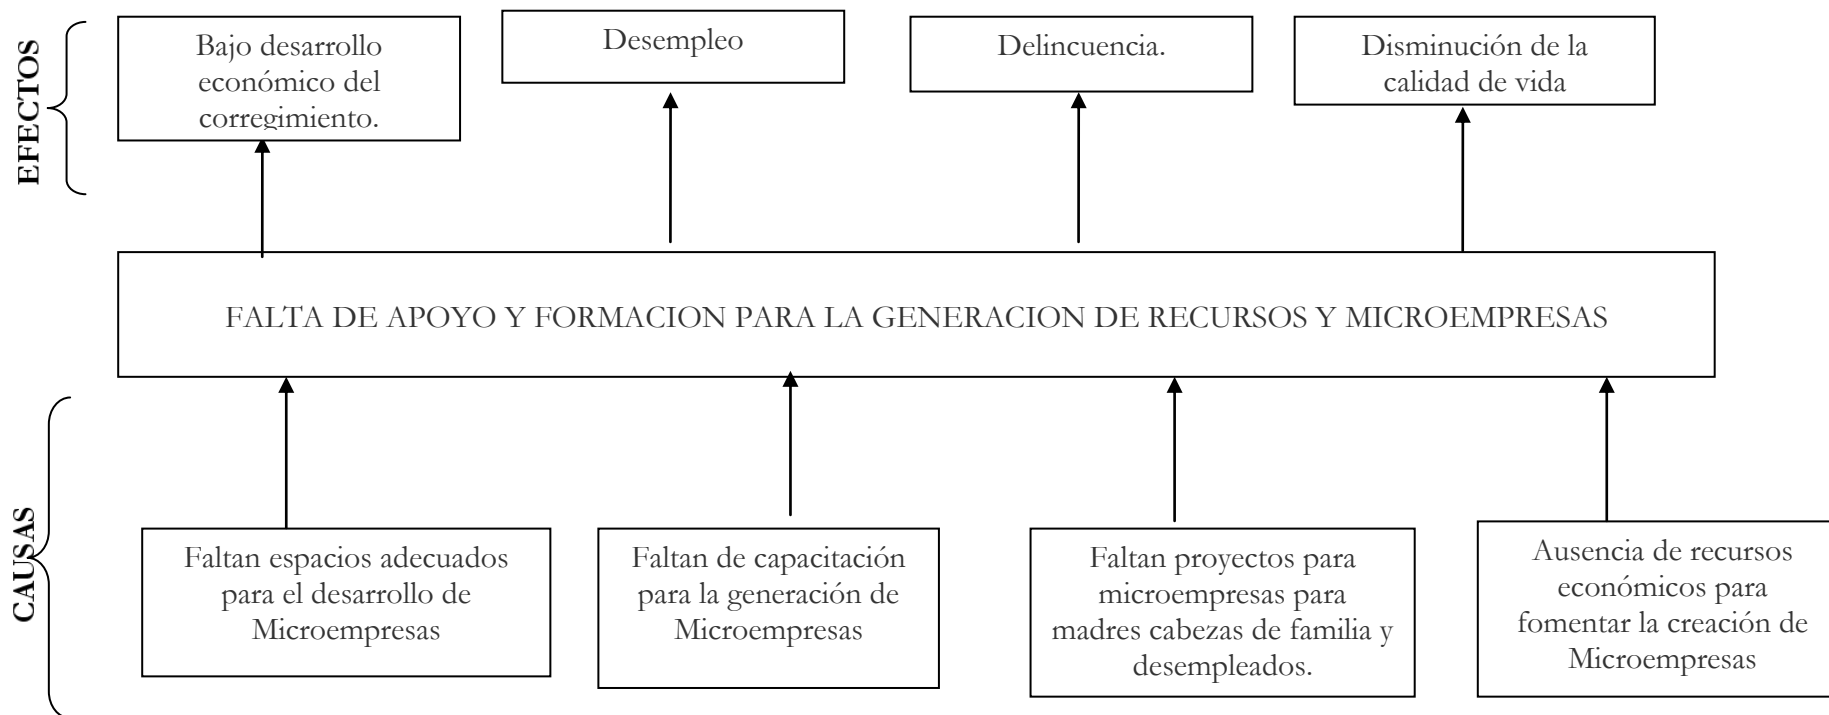 EFECTOS
Bajo desarrollo
económico del
corregimiento.
Desempleo
Delincuencia.
Disminución de la
calidad de vida
FALTA DE APOYO Y FORMACION PARA LA GENERACION DE RECURSOS Y MICROEMPRESAS
CAUSAS
Faltan espacios adecuados
para el desarrollo de
Microempresas
Faltan de capacitación
para la generación de
Microempresas
Faltan proyectos para
microempresas para
madres cabezas de familia y
desempleados.
Ausencia de recursos
económicos para
fomentar la creación de
Microempresas